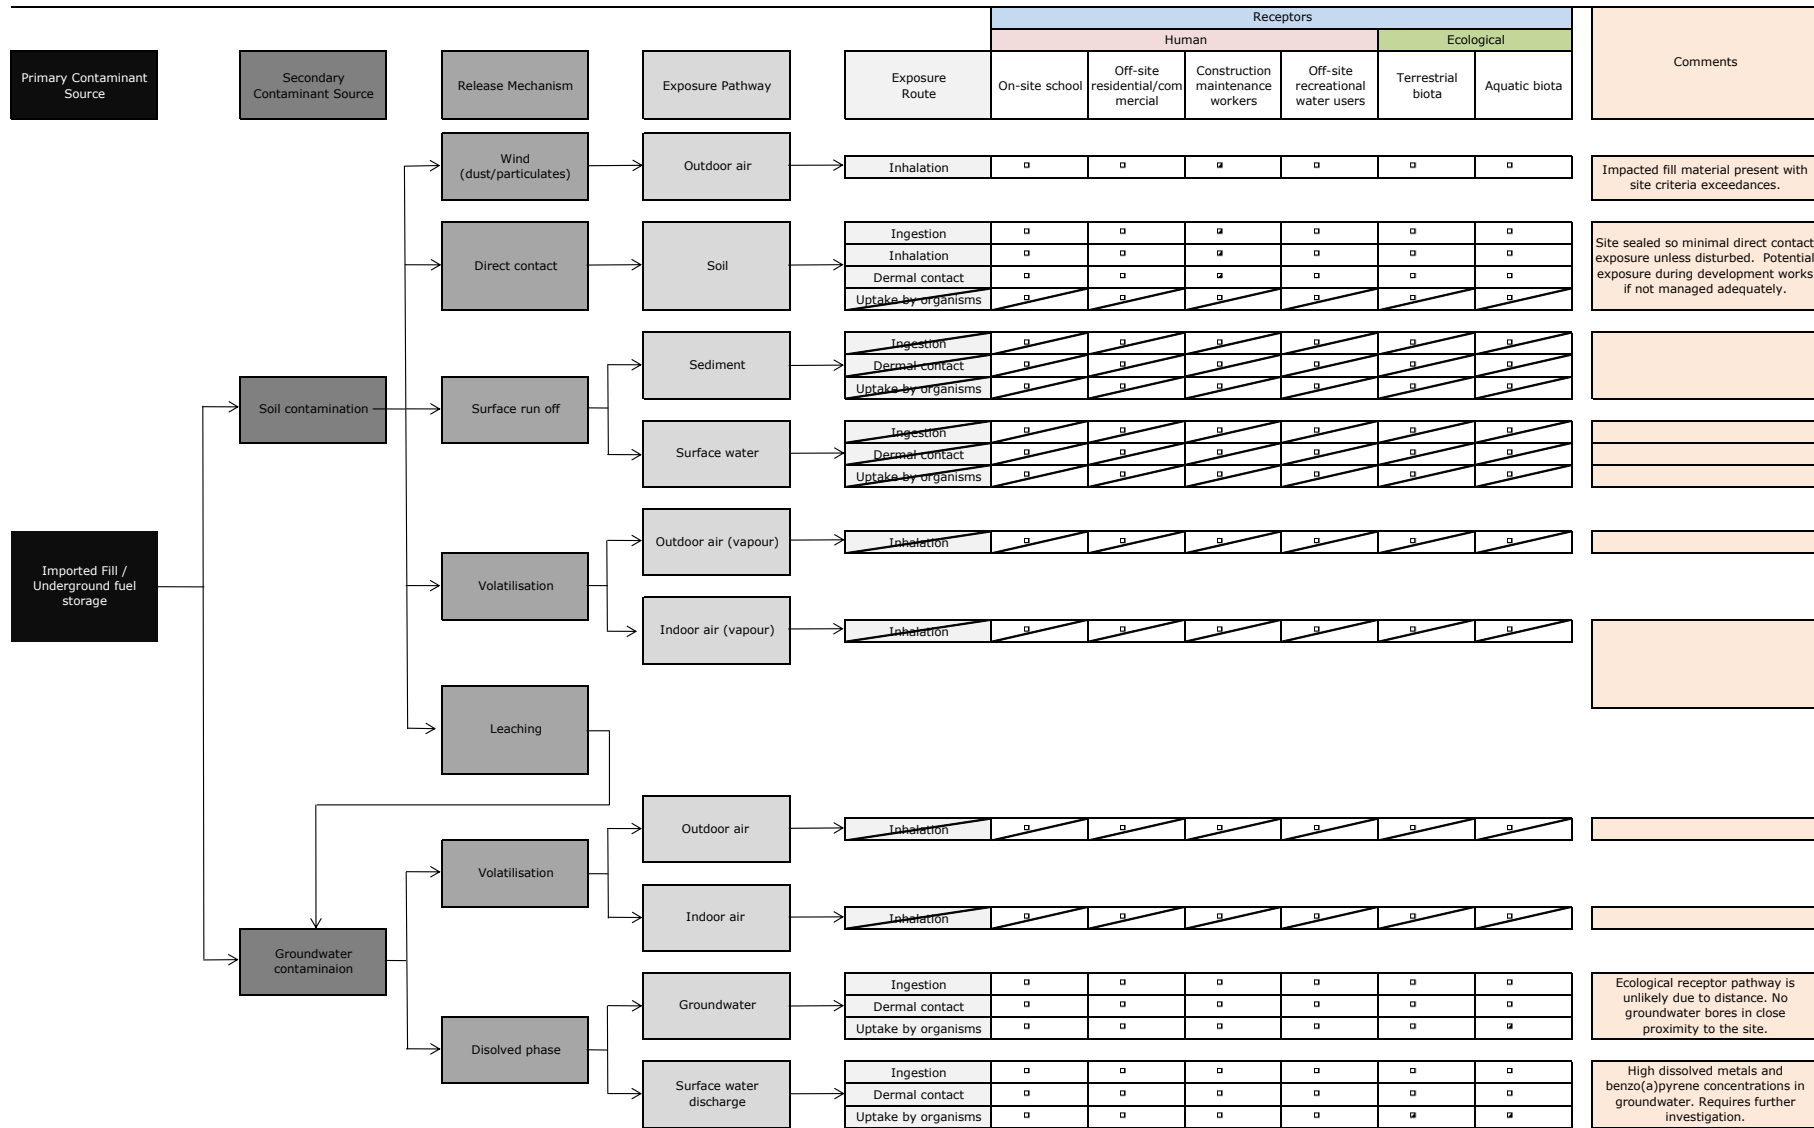 Receptors
Human
Ecological
Comments
Primary Contaminant
Source
Secondary
Contaminant Source
Release Mechanism
Exposure Pathway
Exposure
Route
On-site school
Off-site
residential/com
mercial
Construction
maintenance
workers
Off-site
recreational
water users
Terrestrial
biota
Aquatic biota
Wind
(dust/particulates)
Outdoor air
Inhalation
Impacted fill material present with
site criteria exceedances.
Direct contact
Soil
Ingestion
Inhalation
Dermal contact
Uptake by organisms
Site sealed so minimal direct contact
exposure unless disturbed. Potential
exposure during development works
if not managed adequately.
Soil contamination
Surface run off
Sediment
Ingestion
Dermal contact
Uptake by organisms
Surface water
Ingestion
Dermal contact
Uptake by organisms
Imported Fill /
Underground fuel
storage
Volatilisation
Outdoor air (vapour)
Inhalation
Indoor air (vapour)
Inhalation
Leaching
Volatilisation
Outdoor air
Inhalation
Indoor air
Inhalation
Groundwater
contaminaion
Disolved phase
Groundwater
Ingestion
Dermal contact
Uptake by organisms
Ecological receptor pathway is
unlikely due to distance. No
groundwater bores in close
proximity to the site.
Surface water
discharge
Ingestion
Dermal contact
Uptake by organisms
High dissolved metals and
benzo(a)pyrene concentrations in
groundwater. Requires further
investigation.